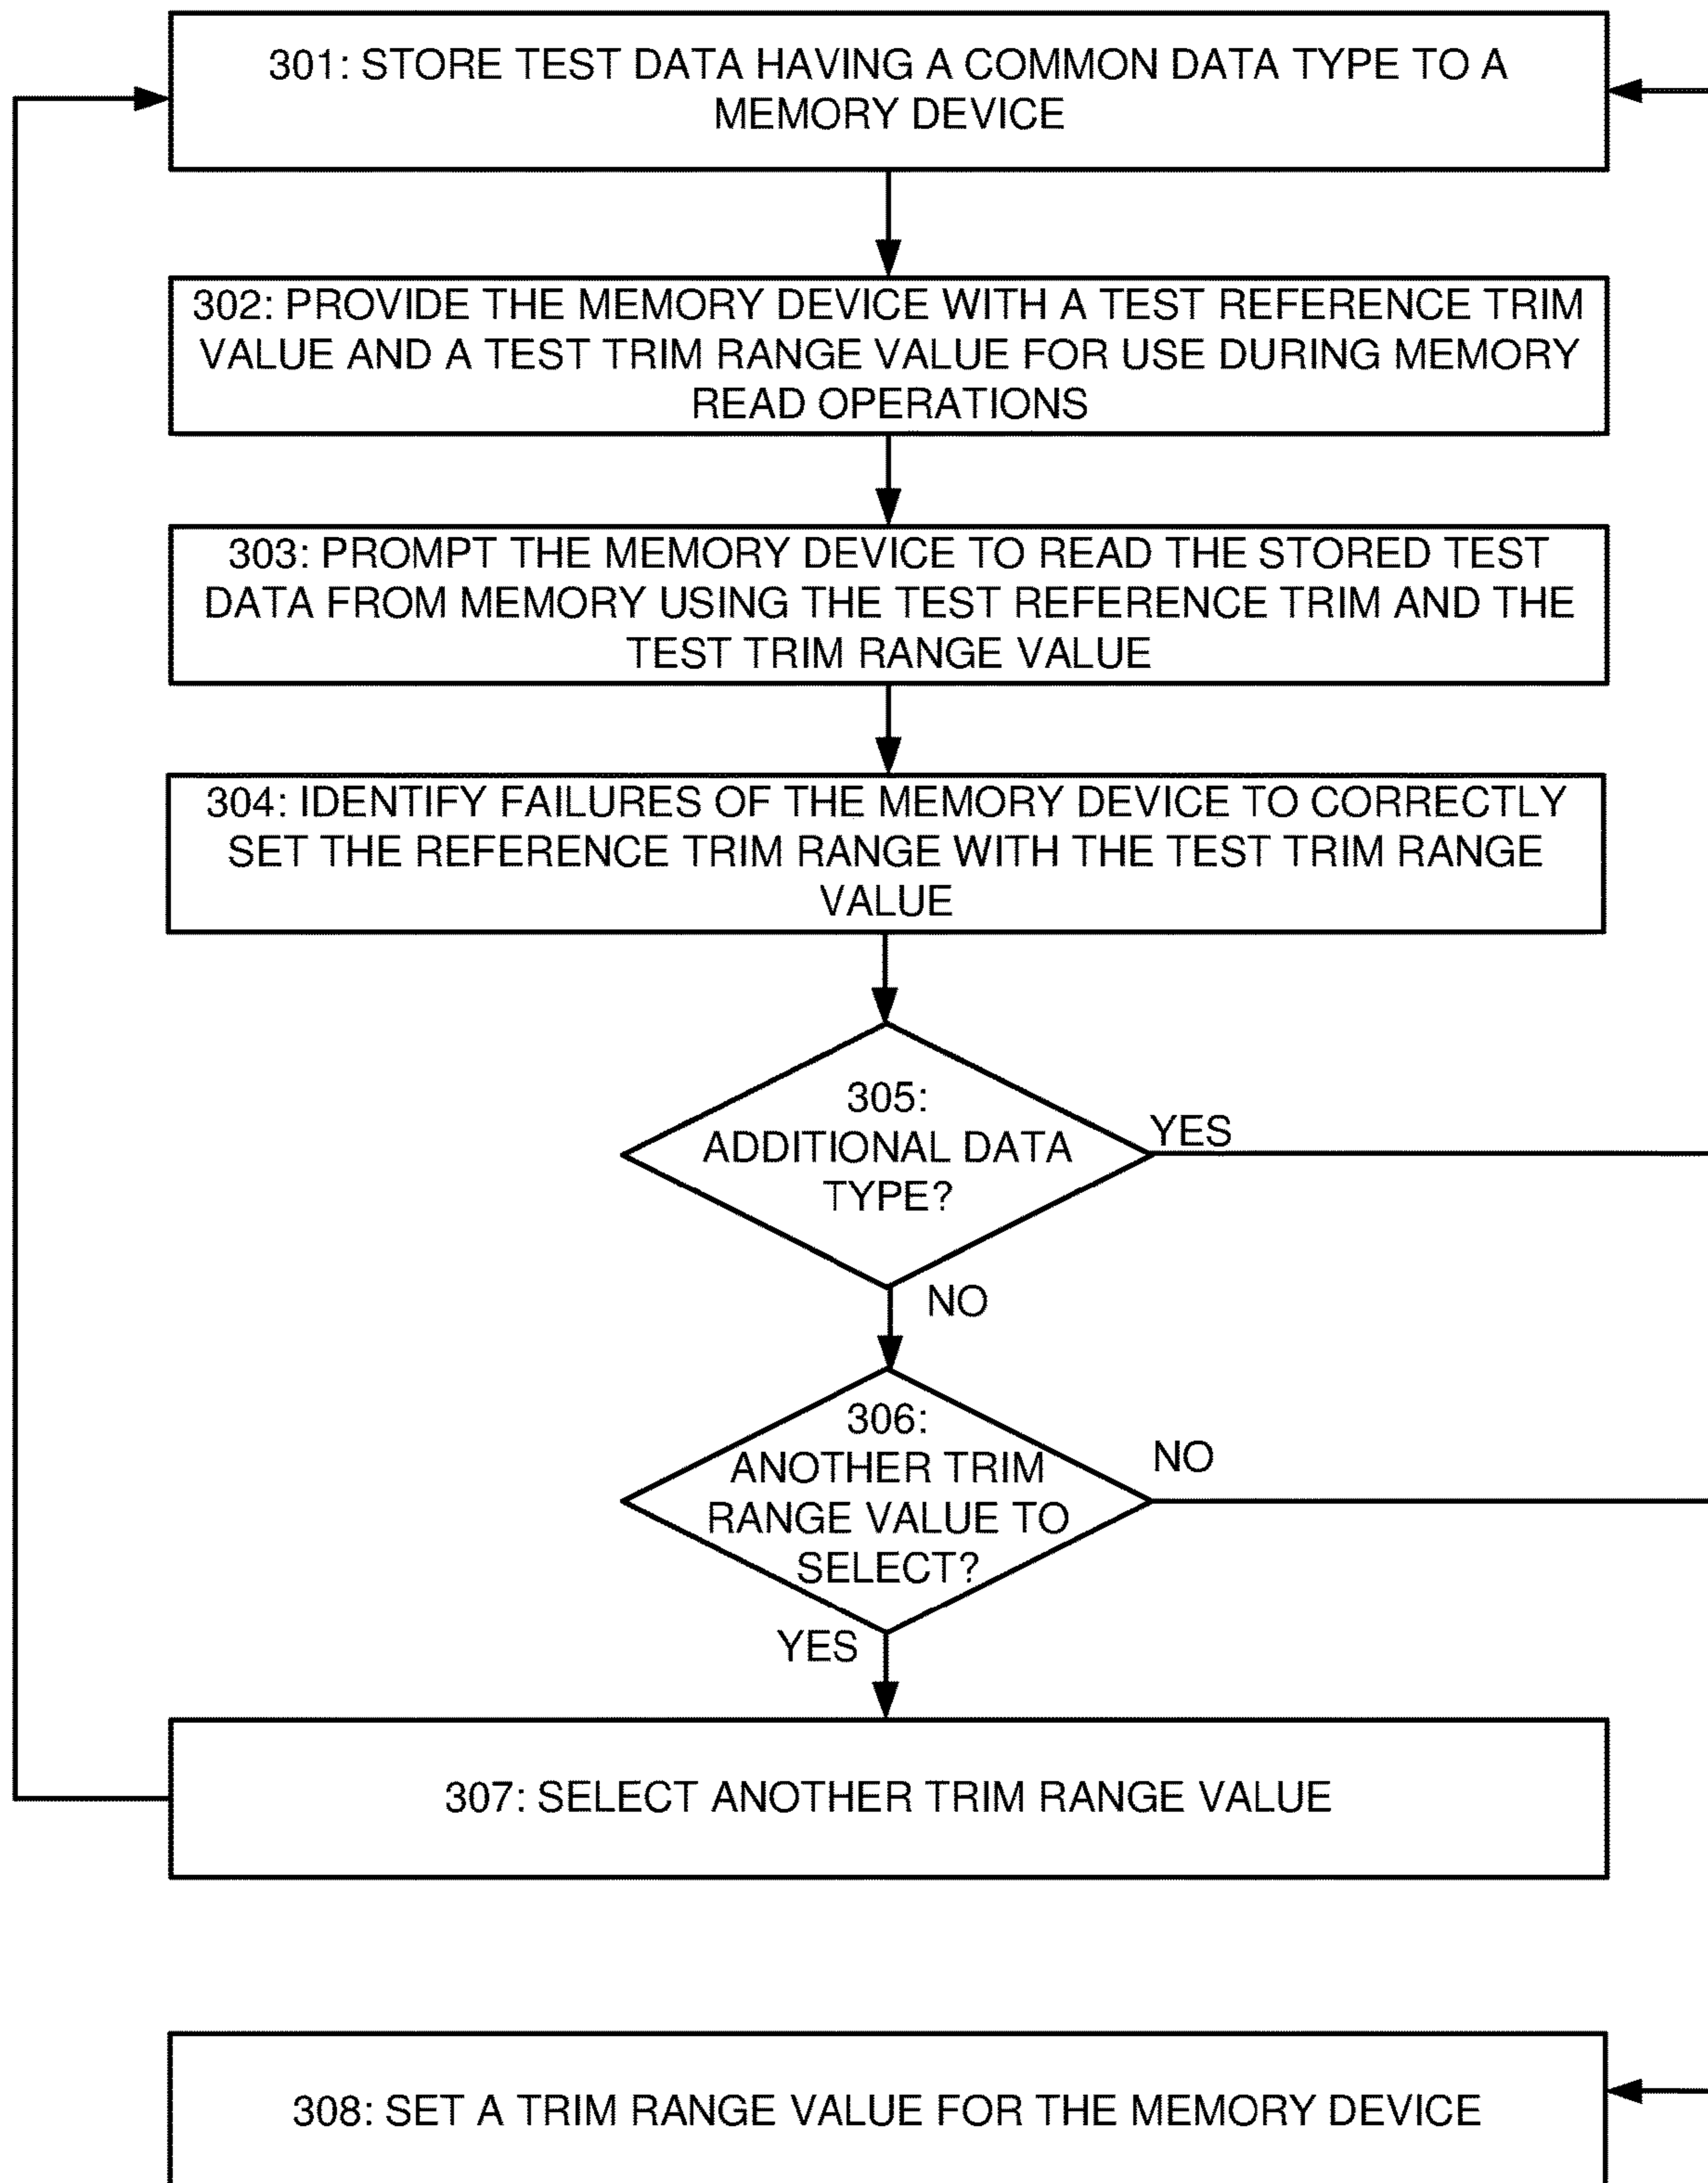 301: STORE TEST DATA HAVING A COMMON DATA TYPE TO A
MEMORY DEVICE
302: PROVIDE THE MEMORY DEVICE WITH A TEST REFERENCE TRIM
VALUE AND A TEST TRIM RANGE VALUE FOR USE DURING MEMORY
READ OPERATIONS
303: PROMPT THE MEMORY DEVICE TO READ THE STORED TEST
DATA FROM MEMORY USING THE TEST REFERENCE TRIM AND THE
TEST TRIM RANGE VALUE
304: IDENTIFY FAILURES OF THE MEMORY DEVICE TO CORRECTLY
SET THE REFERENCE TRIM RANGE WITH THE TEST TRIM RANGE
VALUE
305:
ADDITIONAL DATA
TYPE?
YES
NO
306:
ANOTHER TRIM
RANGE VALUE TO
SELECT?
NO
YES
307: SELECT ANOTHER TRIM RANGE VALUE
308: SET A TRIM RANGE VALUE FOR THE MEMORY DEVICE